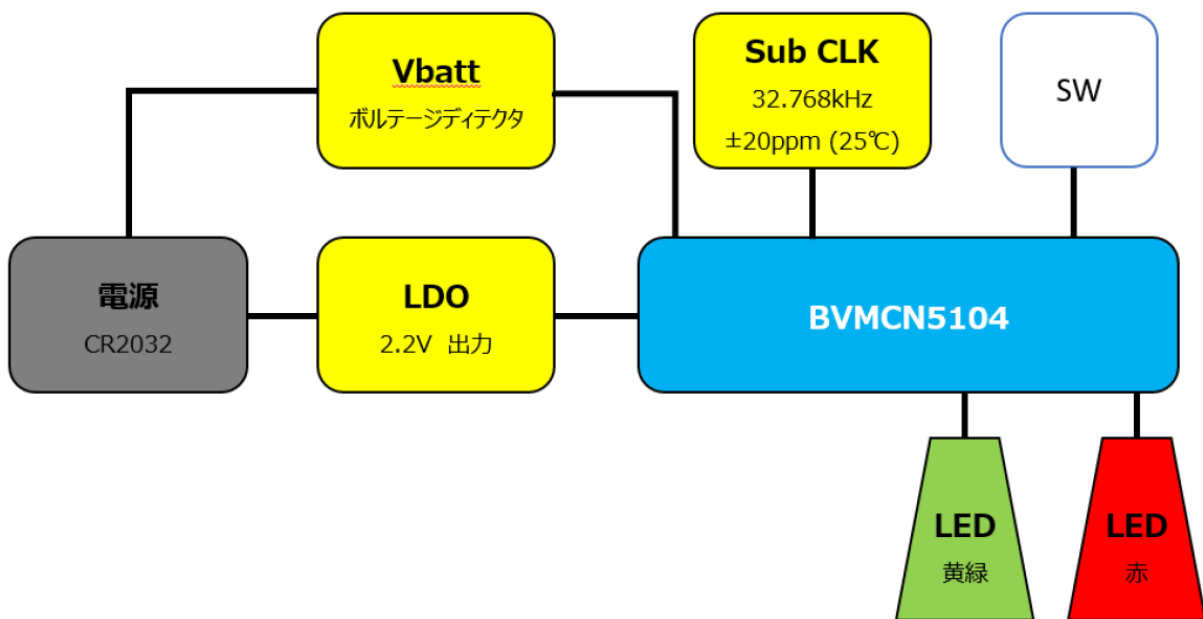 Vbatt
ボルテージディテクタ
Sub CLK
32.768kHz
±20ppm (25℃)
SW
電源
CR2032
LDO
2.2V 出力
BVMCN5104
LED
黄緑
LED
赤